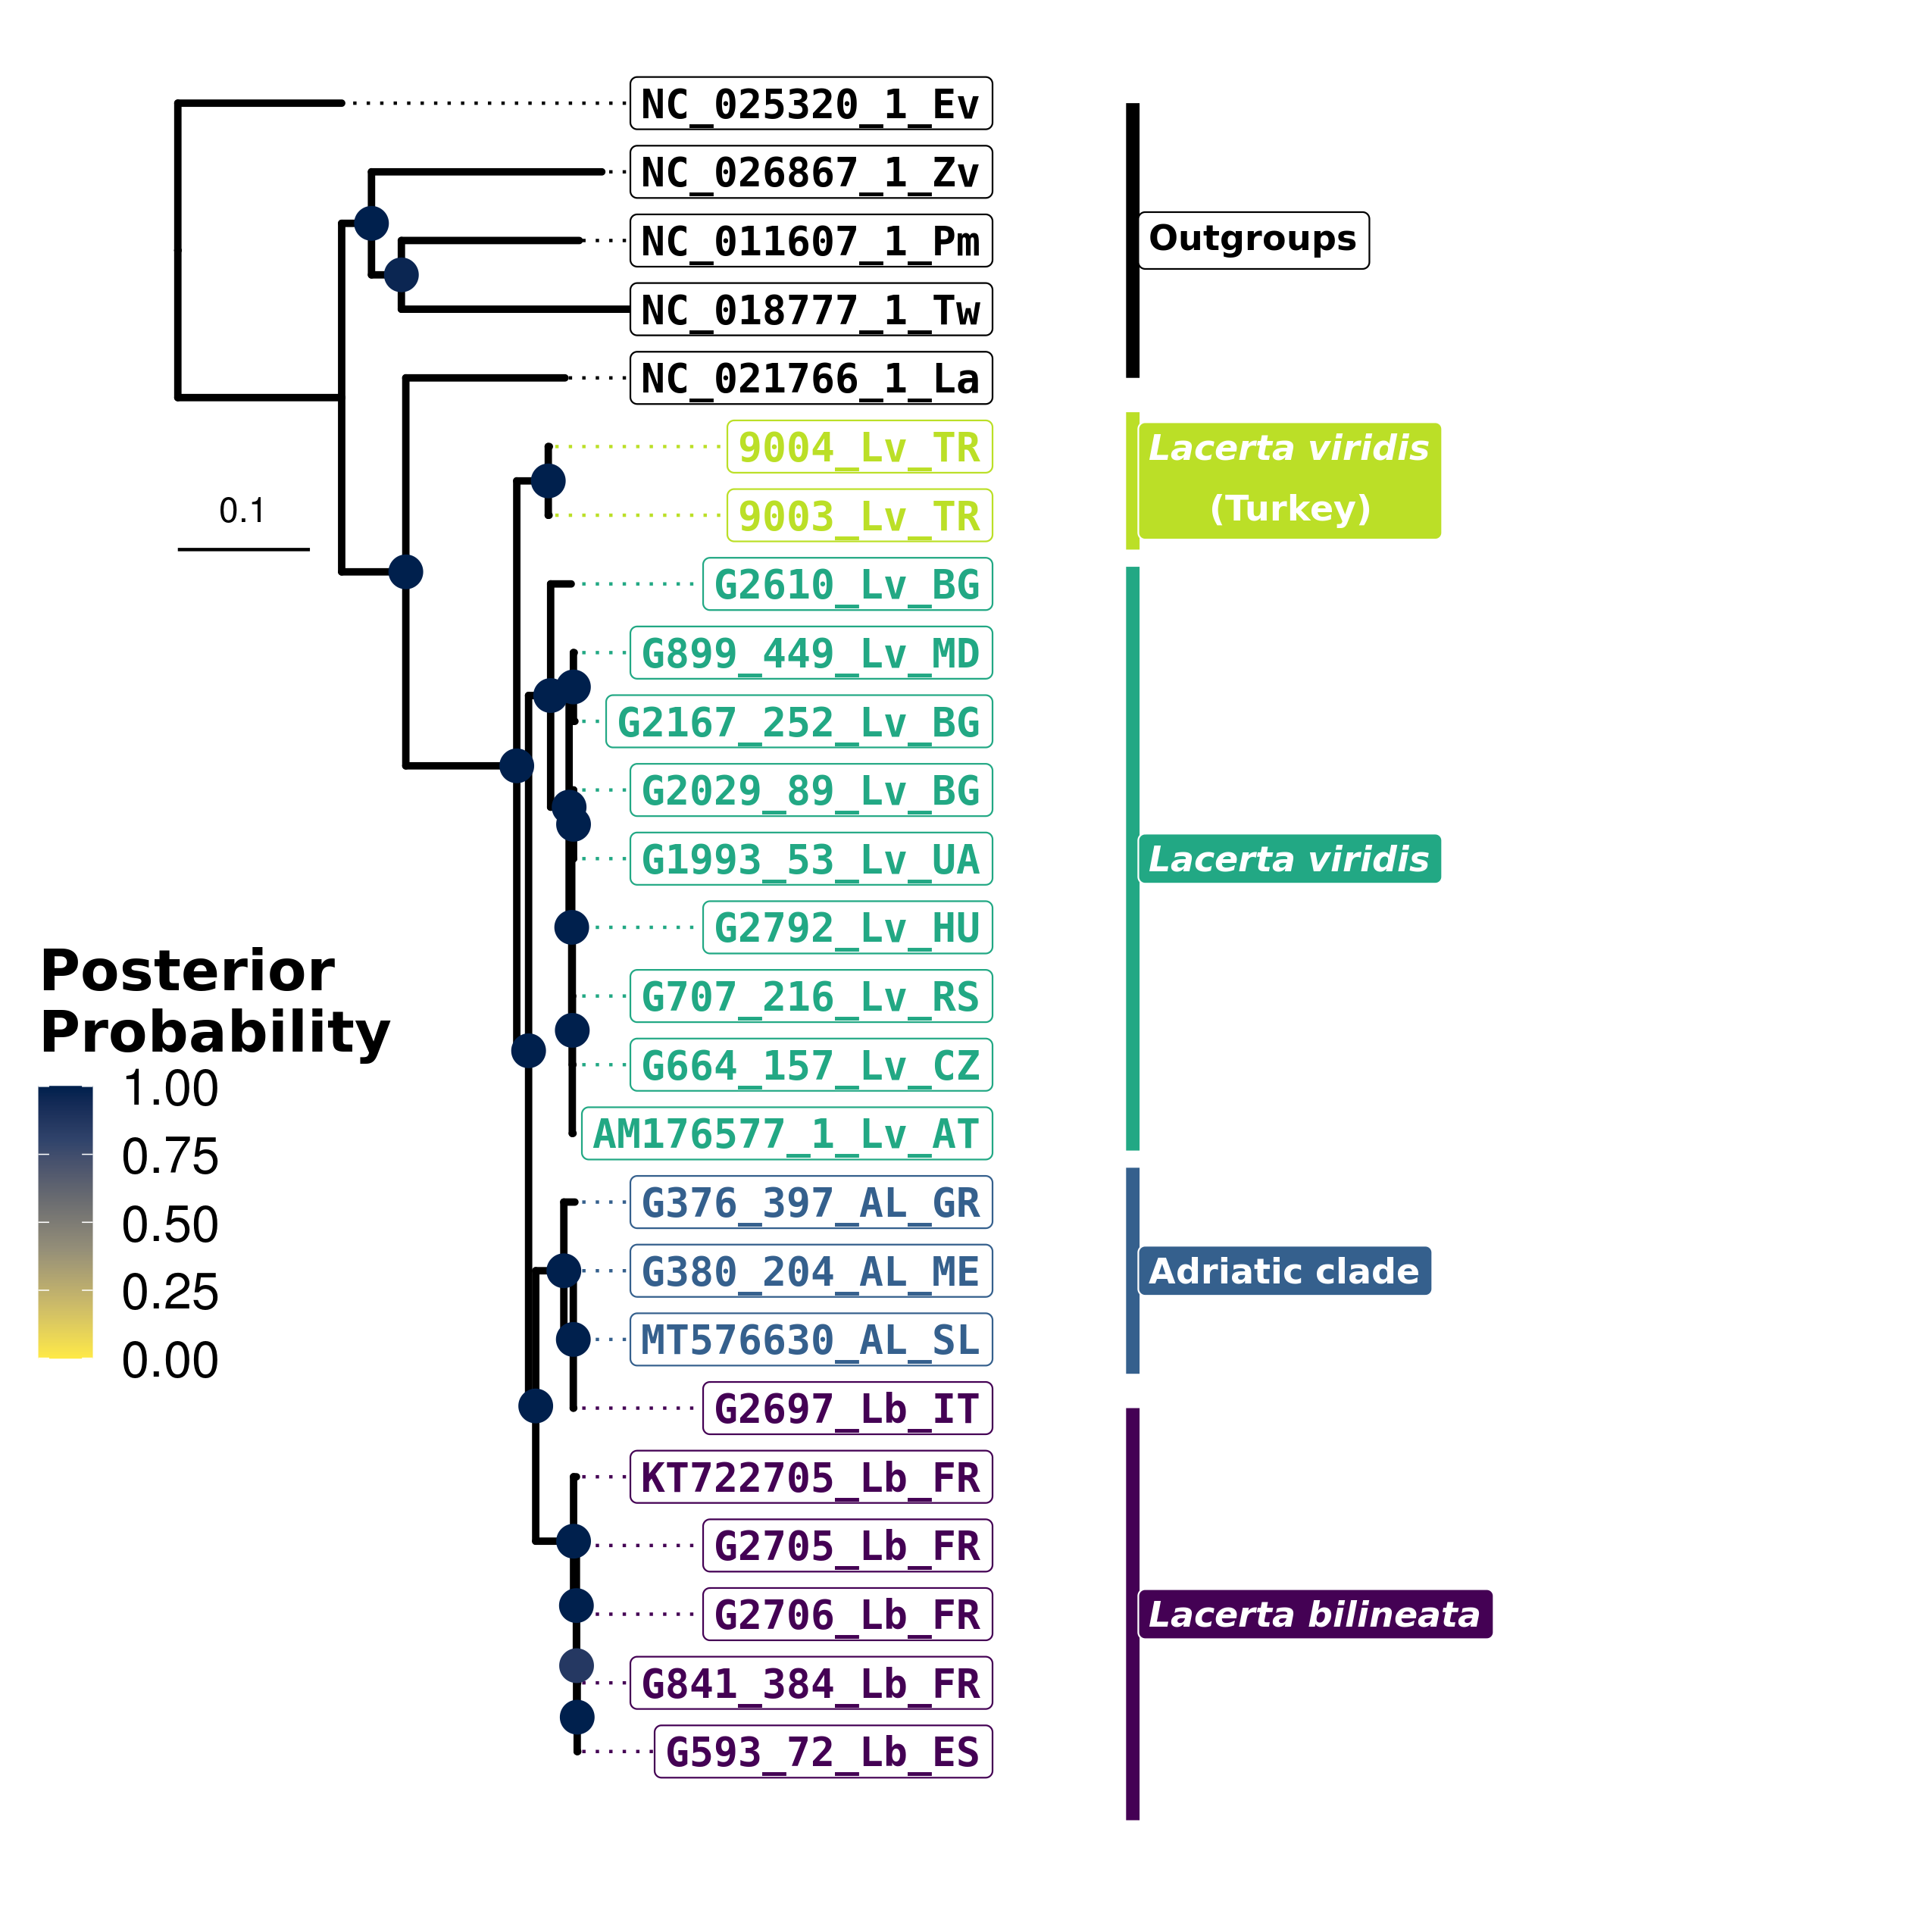 NC_025320_1_Ev
NC_026867_1_Zv
NC_011607_1_Pm
NC_018777_1_Tw
NC_021766_1_La
9004_Lv_TR
9003_Lv_TR
G2610_Lv_BG
G899_449_Lv_MD
G2167_252_Lv_BG
G2029_89_Lv_BG
G1993_53_Lv_UA
G2792_Lv_HU
G707_216_Lv_RS
G664_157_Lv_CZ
AM176577_1_Lv_AT
G376_397_AL_GR
G380_204_AL_ME
MT576630_AL_SL
G2697_Lb_IT
KT722705_Lb_FR
G2705_Lb_FR
G2706_Lb_FR
G841_384_Lb_FR
G593_72_Lb_ES
Outgroups
Lacerta viridis
(Turkey)
Lacerta viridis
Adriatic clade
Lacerta bilineata
0.1
Posterior
Probability
1.00
0.75
0.50
0.25
0.00